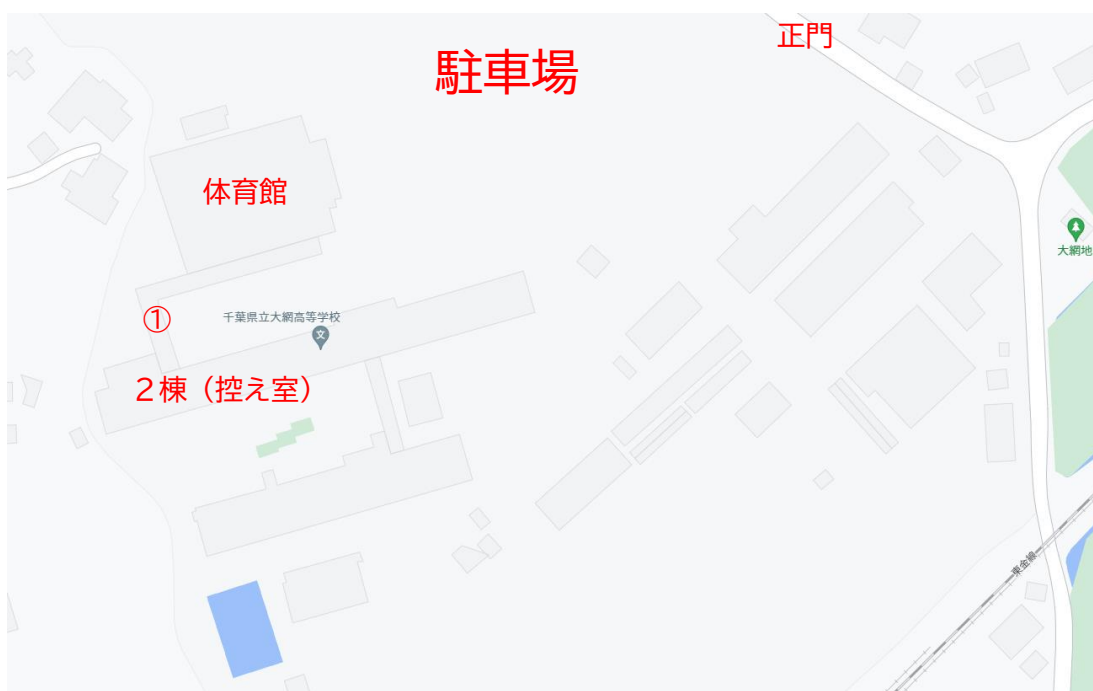 正門
駐車場
体育館
大網地
①
千葉県立大網高等学校
文
２棟（控え室）
東金線